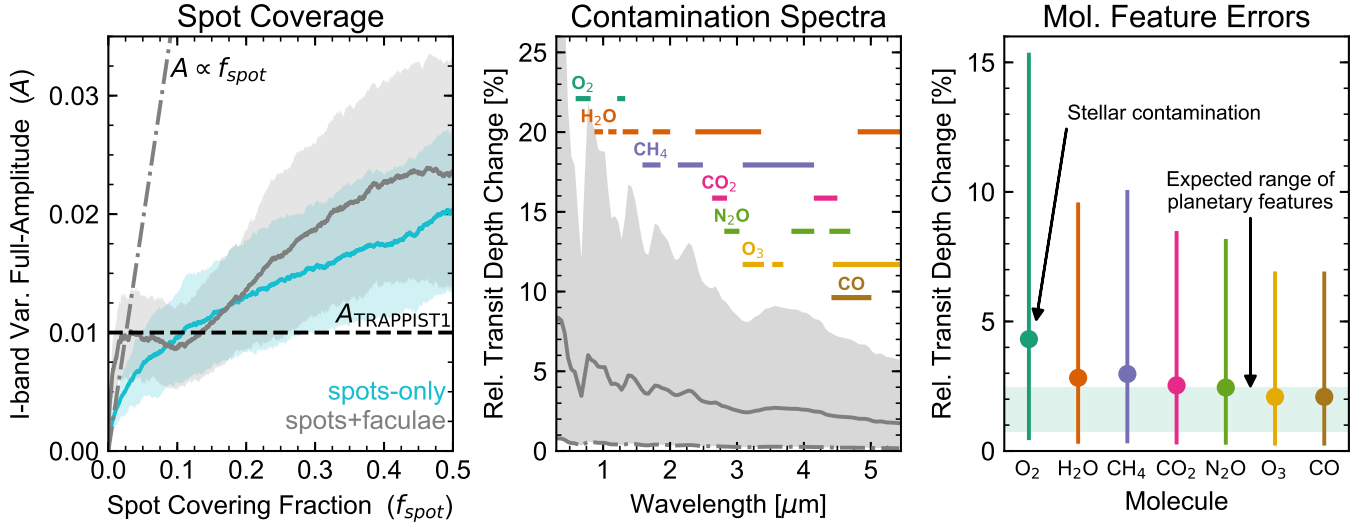 Spot Coverage
I-band Var. Full-Amplitude (A)
0.03
0.02
0.01
0.00
A ∝ f_spot
A_TRAPPIST1
spots-only
spots+faculae
0.0 0.1 0.2 0.3 0.4 0.5
Spot Covering Fraction (f_spot)
Contamination Spectra
Rel. Transit Depth Change [%]
25
20
15
10
5
0
O₂
H₂O
CH₄
CO₂
N₂O
O₃
CO
1 2 3 4 5
Wavelength [μm]
Mol. Feature Errors
Rel. Transit Depth Change [%]
15
10
5
0
Stellar contamination
Expected range of
planetary features
O₂ H₂O CH₄ CO₂ N₂O O₃ CO
Molecule